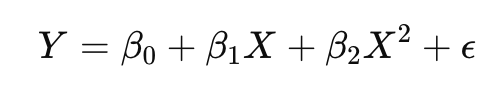 Y = β₀ + β₁X + β₂X² + ϵ